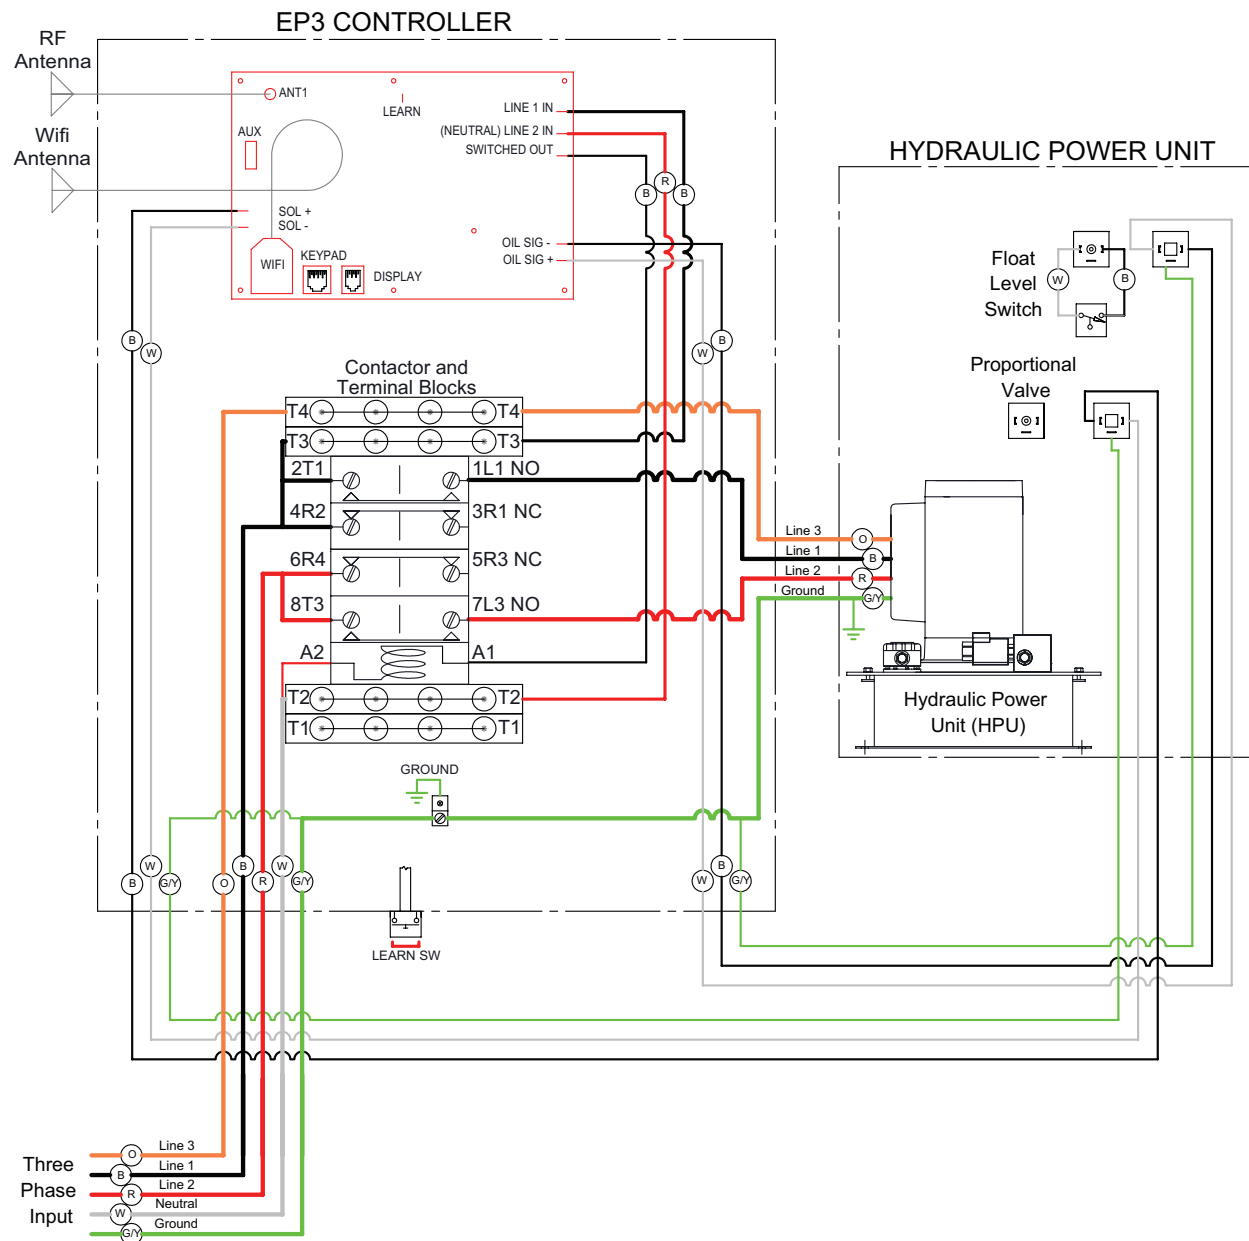 EP3 CONTROLLER
RF
Antenna
Wifi
Antenna
ANT1
LEARN
AUX
LINE 1 IN
(NEUTRAL) LINE 2 IN
SWITCHED OUT
SOL +
SOL -
OIL SIG -
OIL SIG +
WIFI
KEYPAD
DISPLAY
B
R
B
HYDRAULIC POWER UNIT
Float
Level
Switch
W
B
Proportional
Valve
B
W
W
B
Contactor and
Terminal Blocks
T4
T4
T3
T3
2T1
1L1 NO
4R2
3R1 NC
6R4
5R3 NC
8T3
7L3 NO
A2
A1
T2
T2
T1
T1
Line 3
O
Line 1
B
Line 2
R
Ground
G/Y
Hydraulic Power
Unit (HPU)
GROUND
B
W
G/Y
O
B
R
W
G/Y
W
B
G/Y
LEARN SW
Three
Phase
Input
O
Line 3
B
Line 1
R
Line 2
W
Neutral
G/Y
Ground